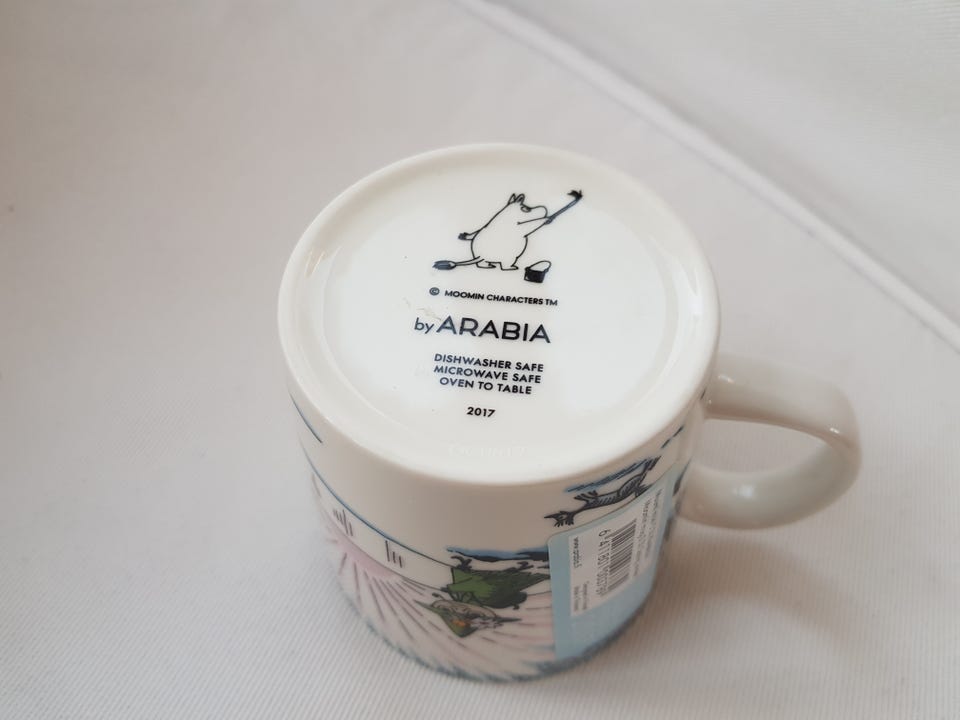 © MOOMIN CHARACTERS TM
by ARABIA
DISHWASHER SAFE
MICROWAVE SAFE
OVEN TO TABLE
2017